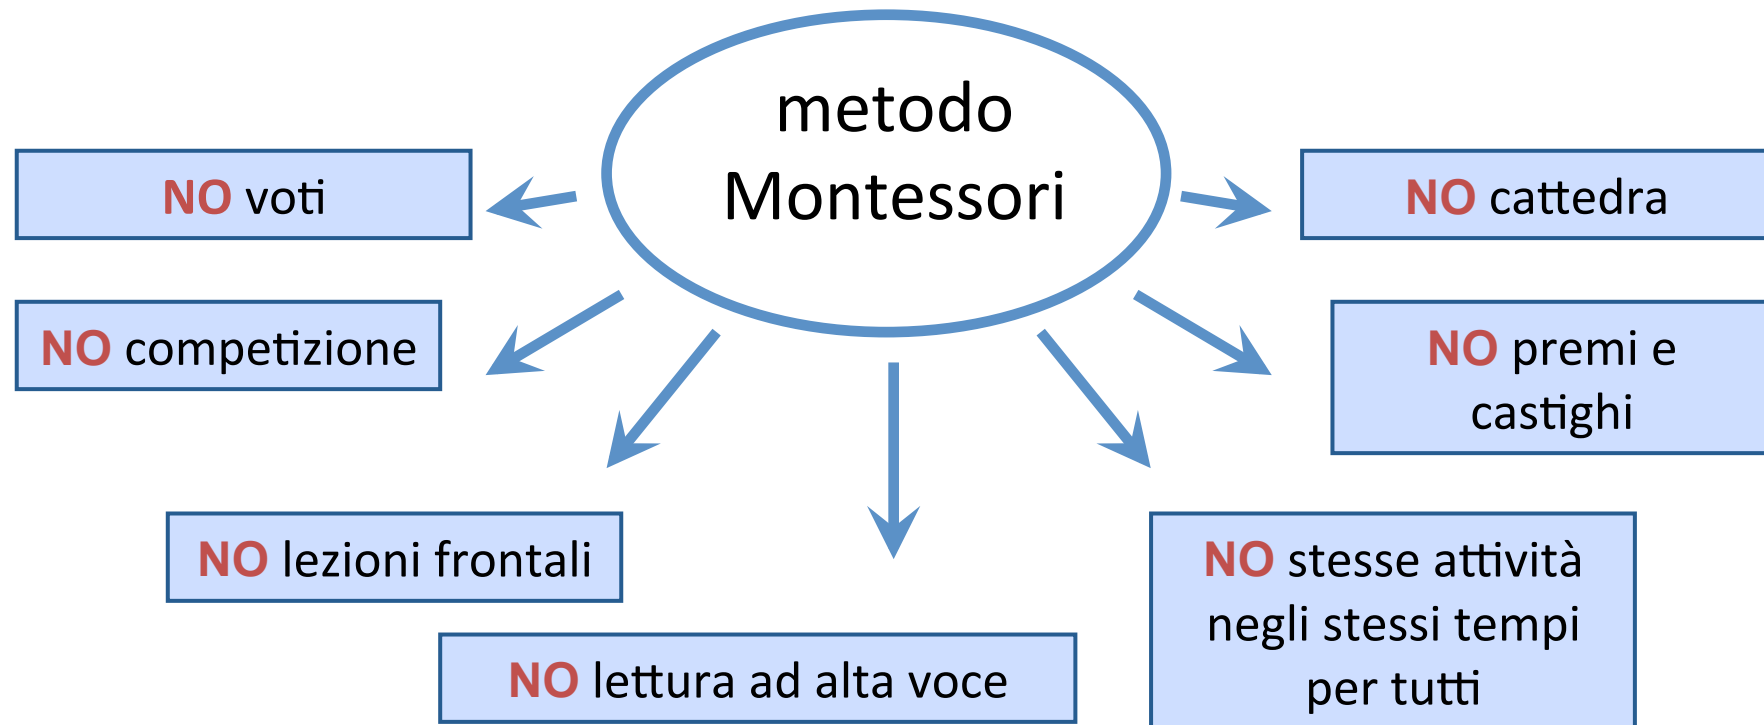 metodo
Montessori
NO voti
NO cattedra
NO competizione
NO premi e
castighi
NO lezioni frontali
NO stesse attività
negli stessi tempi
per tutti
NO lettura ad alta voce